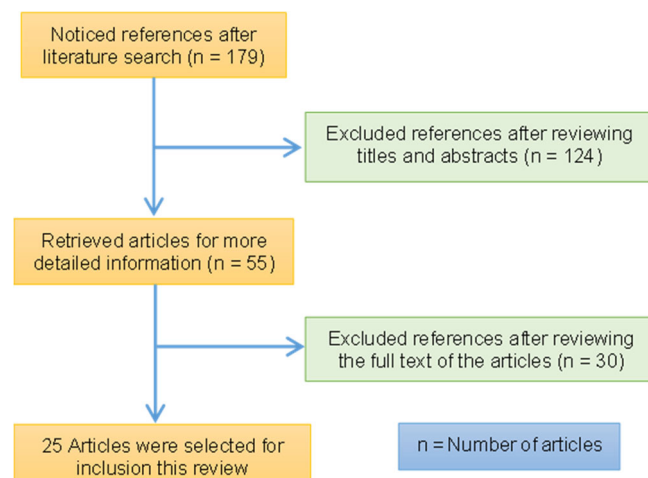 Noticed references after
literature search (n = 179)
Excluded references after reviewing
titles and abstracts (n = 124)
Retrieved articles for more
detailed information (n = 55)
Excluded references after reviewing
the full text of the articles (n = 30)
25 Articles were selected for
inclusion this review
n = Number of articles